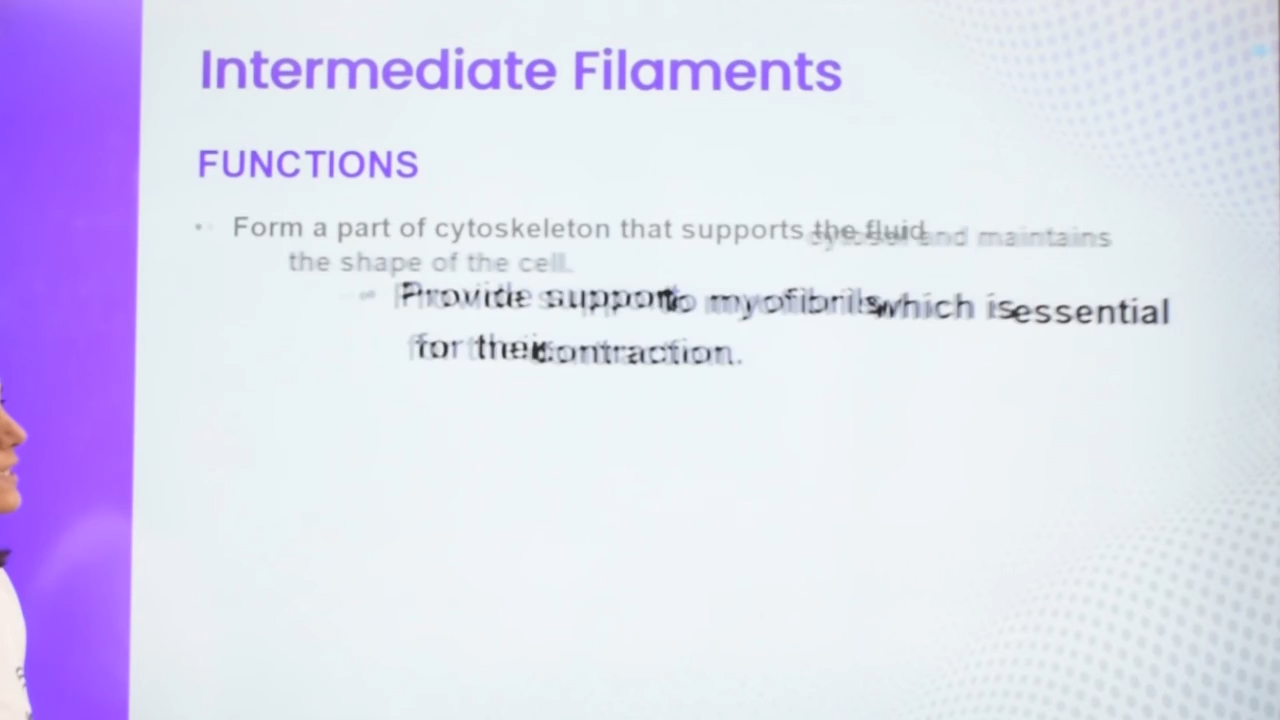 Intermediate Filaments
FUNCTIONS
• Form a part of cytoskeleton that supports the fluid cytosol and maintains
the shape of the cell.
Provide support to myofibrils, which is essential
for their contraction.